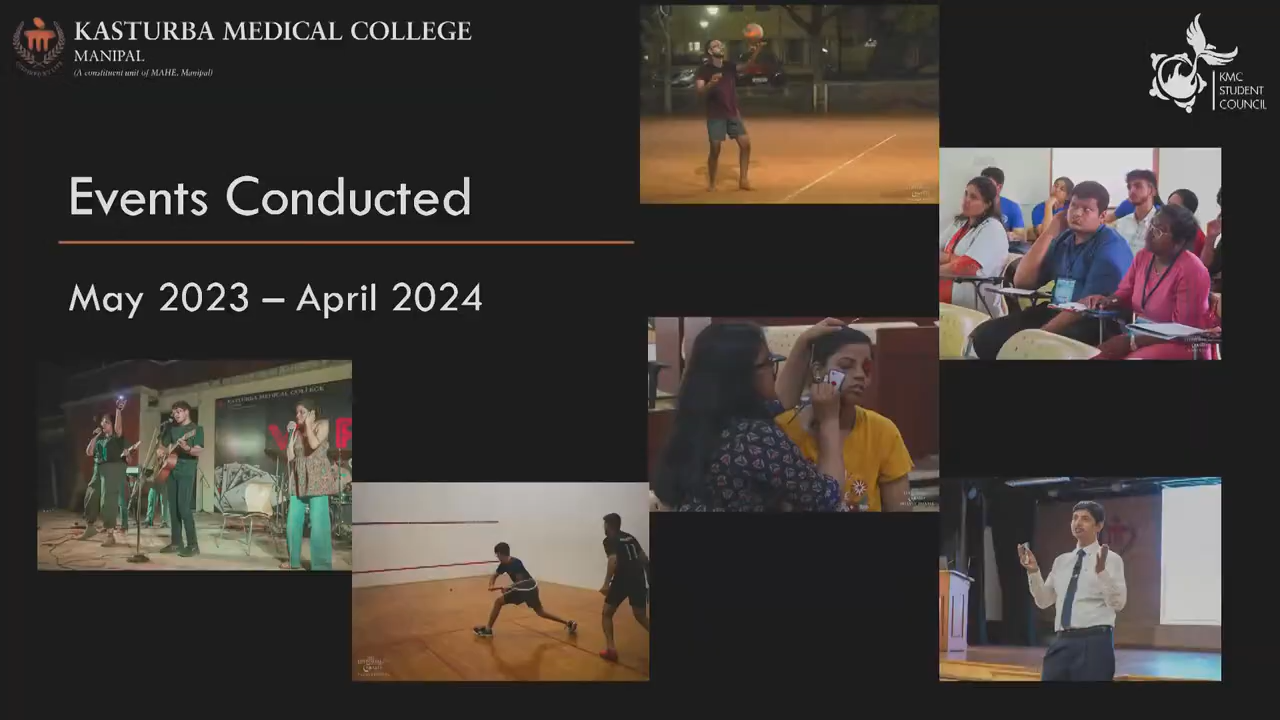 KASTURBA MEDICAL COLLEGE
MANIPAL
(A constituent unit of MAHE, Manipal)
KMC
STUDENT
COUNCIL
Events Conducted
May 2023 – April 2024
KASTURBA MEDICAL COLLEGE